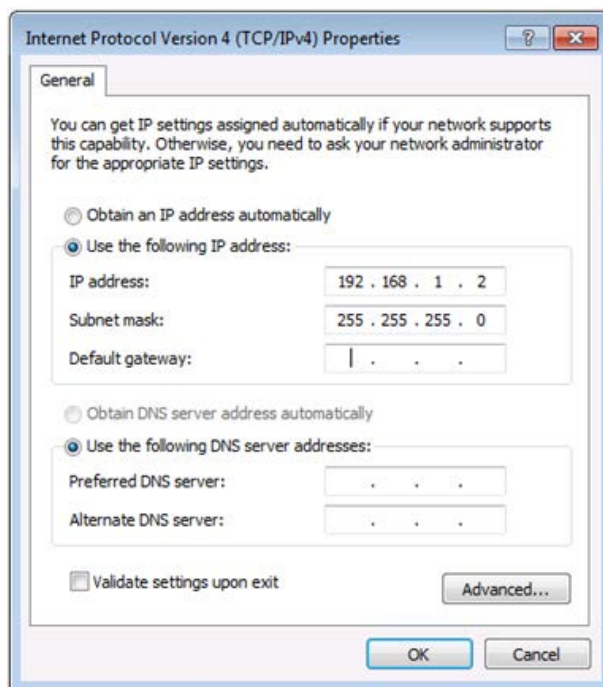 Internet Protocol Version 4 (TCP/IPv4) Properties
General
You can get IP settings assigned automatically if your network supports
this capability. Otherwise, you need to ask your network administrator
for the appropriate IP settings.
Obtain an IP address automatically
Use the following IP address:
IP address: 192 . 168 . 1 . 2
Subnet mask: 255 . 255 . 255 . 0
Default gateway: . . .
Obtain DNS server address automatically
Use the following DNS server addresses:
Preferred DNS server: . . .
Alternate DNS server: . . .
Validate settings upon exit
Advanced...
OK Cancel